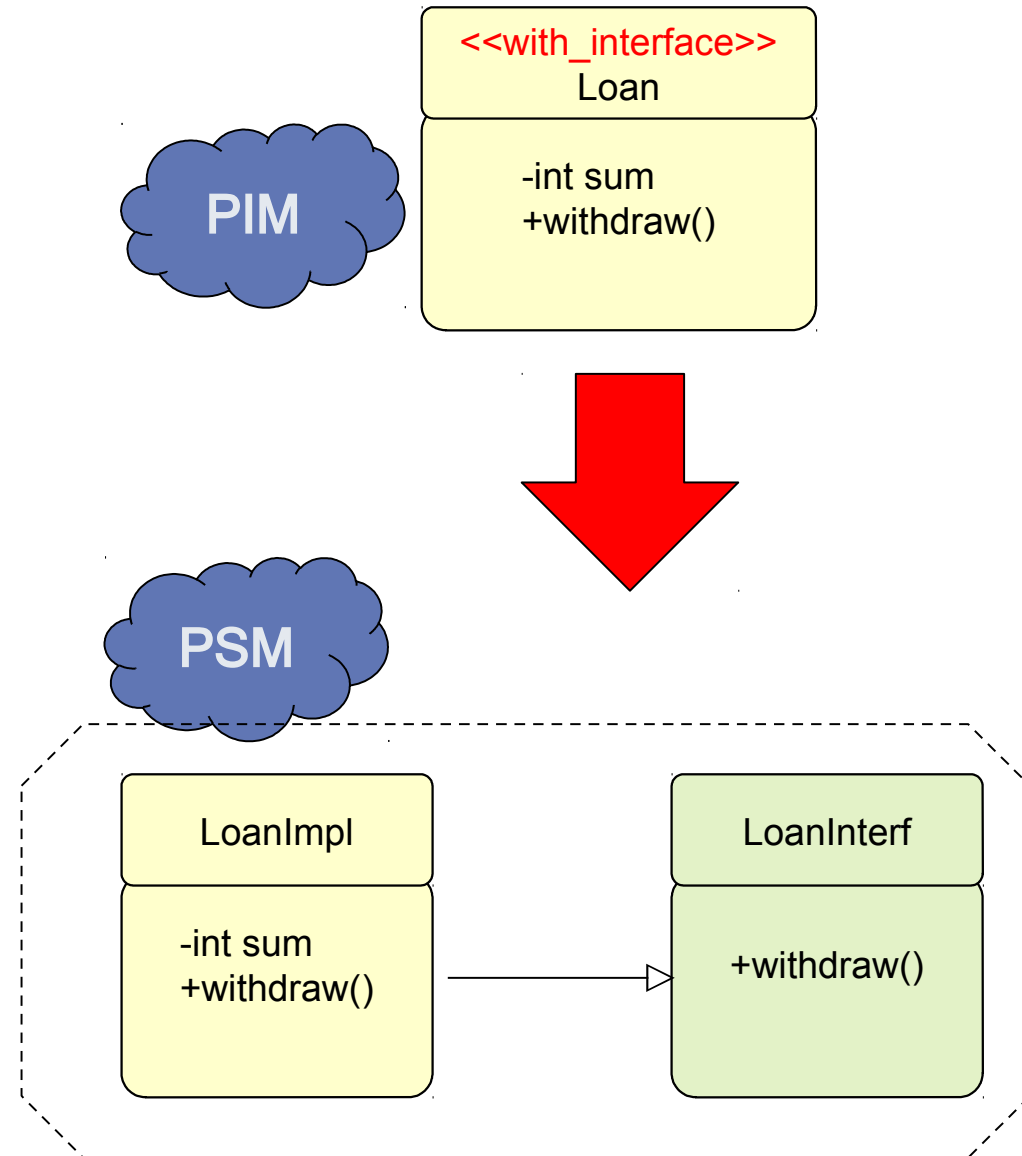 <<with_interface>>
Loan
PIM
-int sum
+withdraw()
PSM
LoanImpl
LoanInterf
-int sum
+withdraw()
+withdraw()